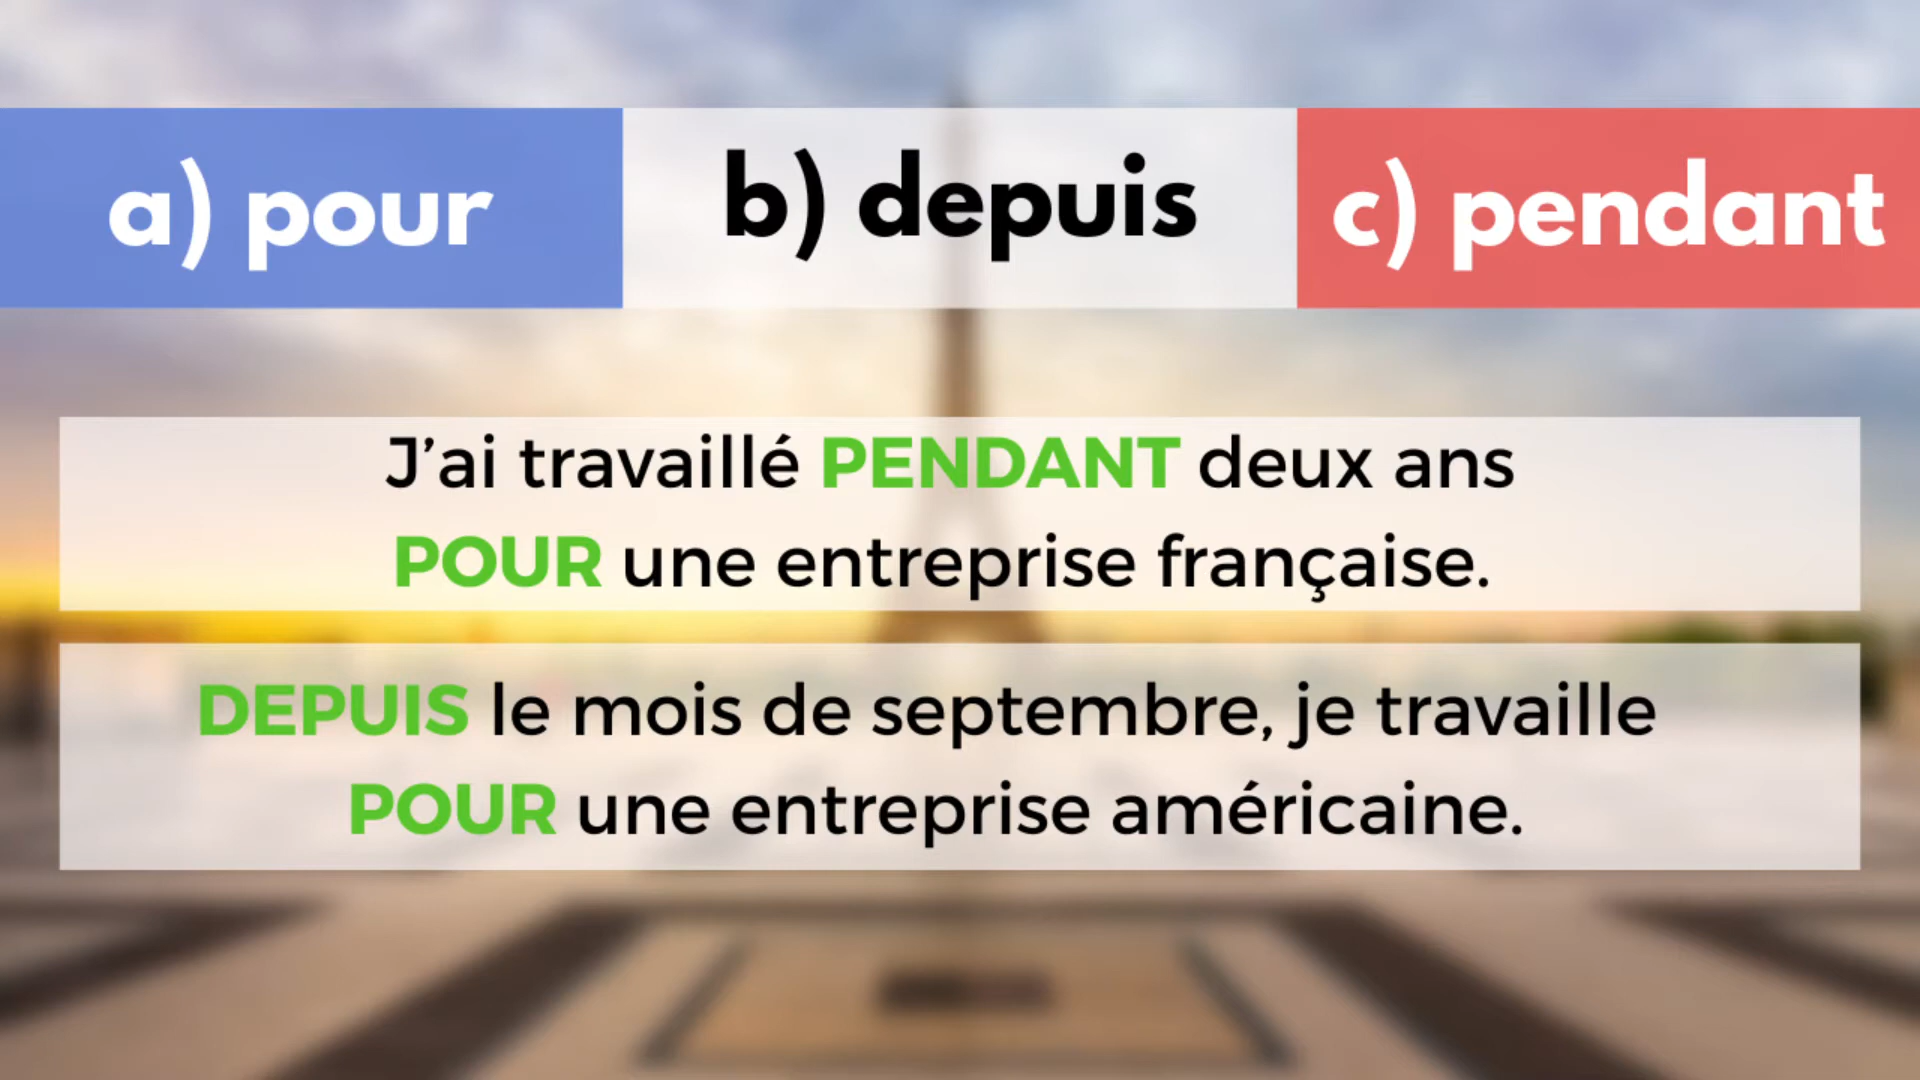 a) pour
b) depuis
c) pendant
J’ai travaillé PENDANT deux ans
POUR une entreprise française.
DEPUIS le mois de septembre, je travaille
POUR une entreprise américaine.